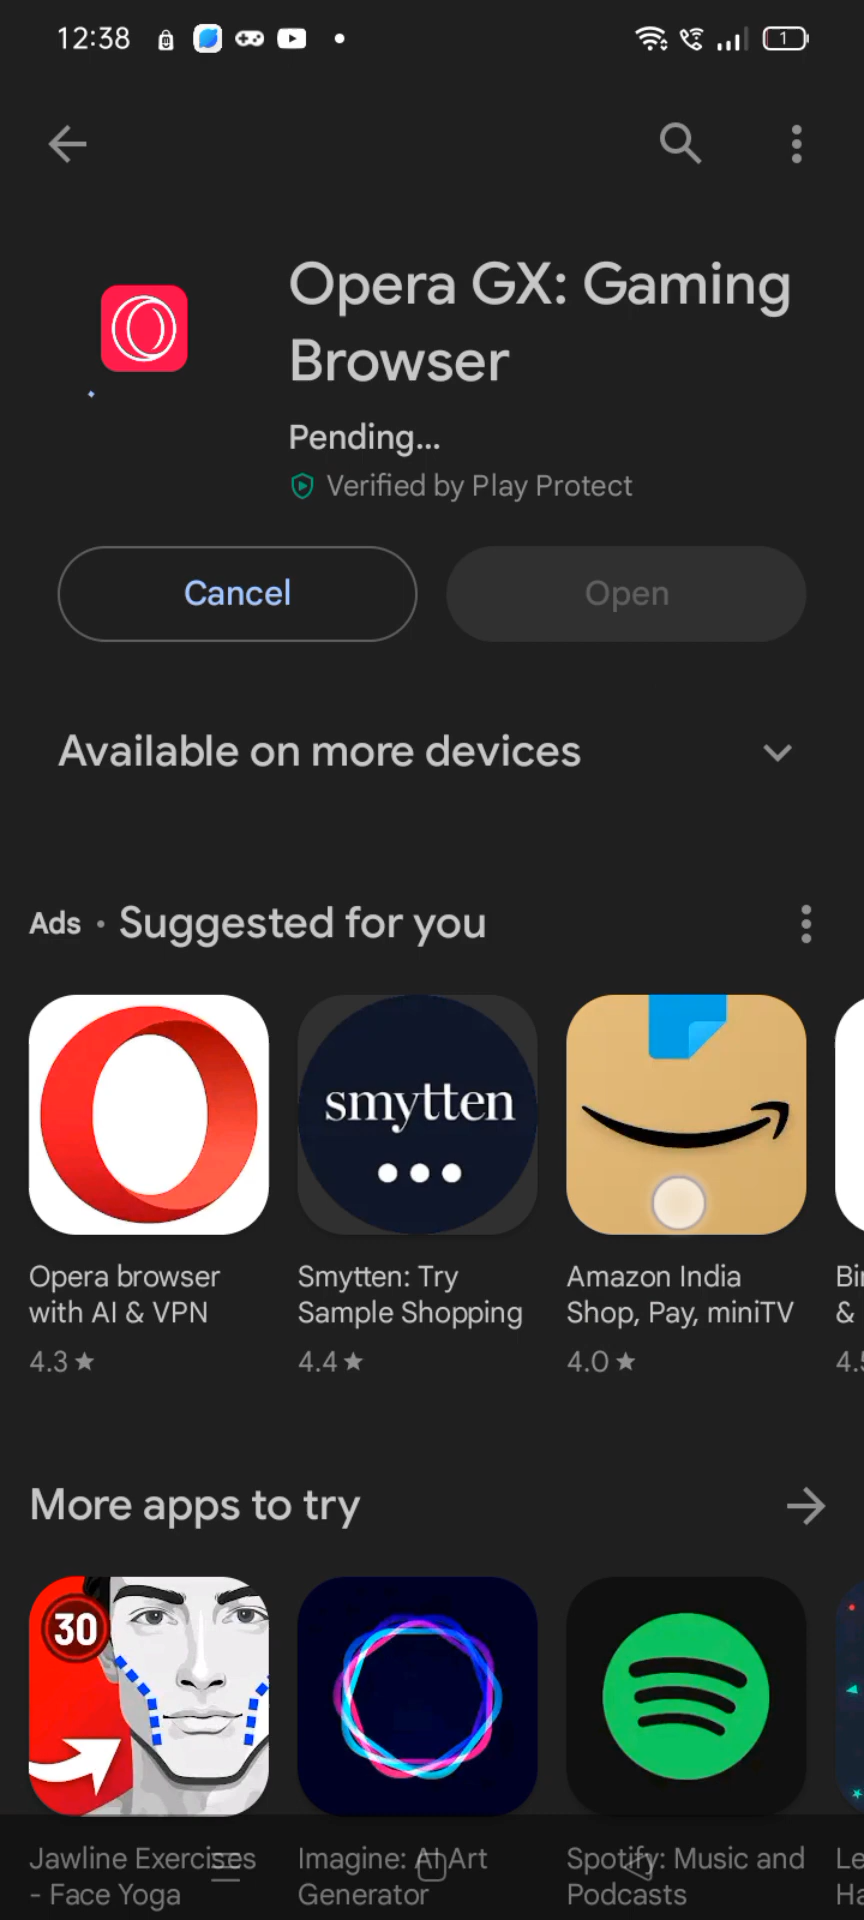 12:38
1
Opera GX: Gaming
Browser
Pending...
Verified by Play Protect
Cancel
Open
Available on more devices
Ads • Suggested for you
smytten
Opera browser
with AI & VPN
4.3 ★
Smytten: Try
Sample Shopping
4.4 ★
Amazon India
Shop, Pay, miniTV
4.0 ★
&
More apps to try
30
Jawline Exercises
- Face Yoga
Imagine: AI Art
Generator
Spotify: Music and
Podcasts